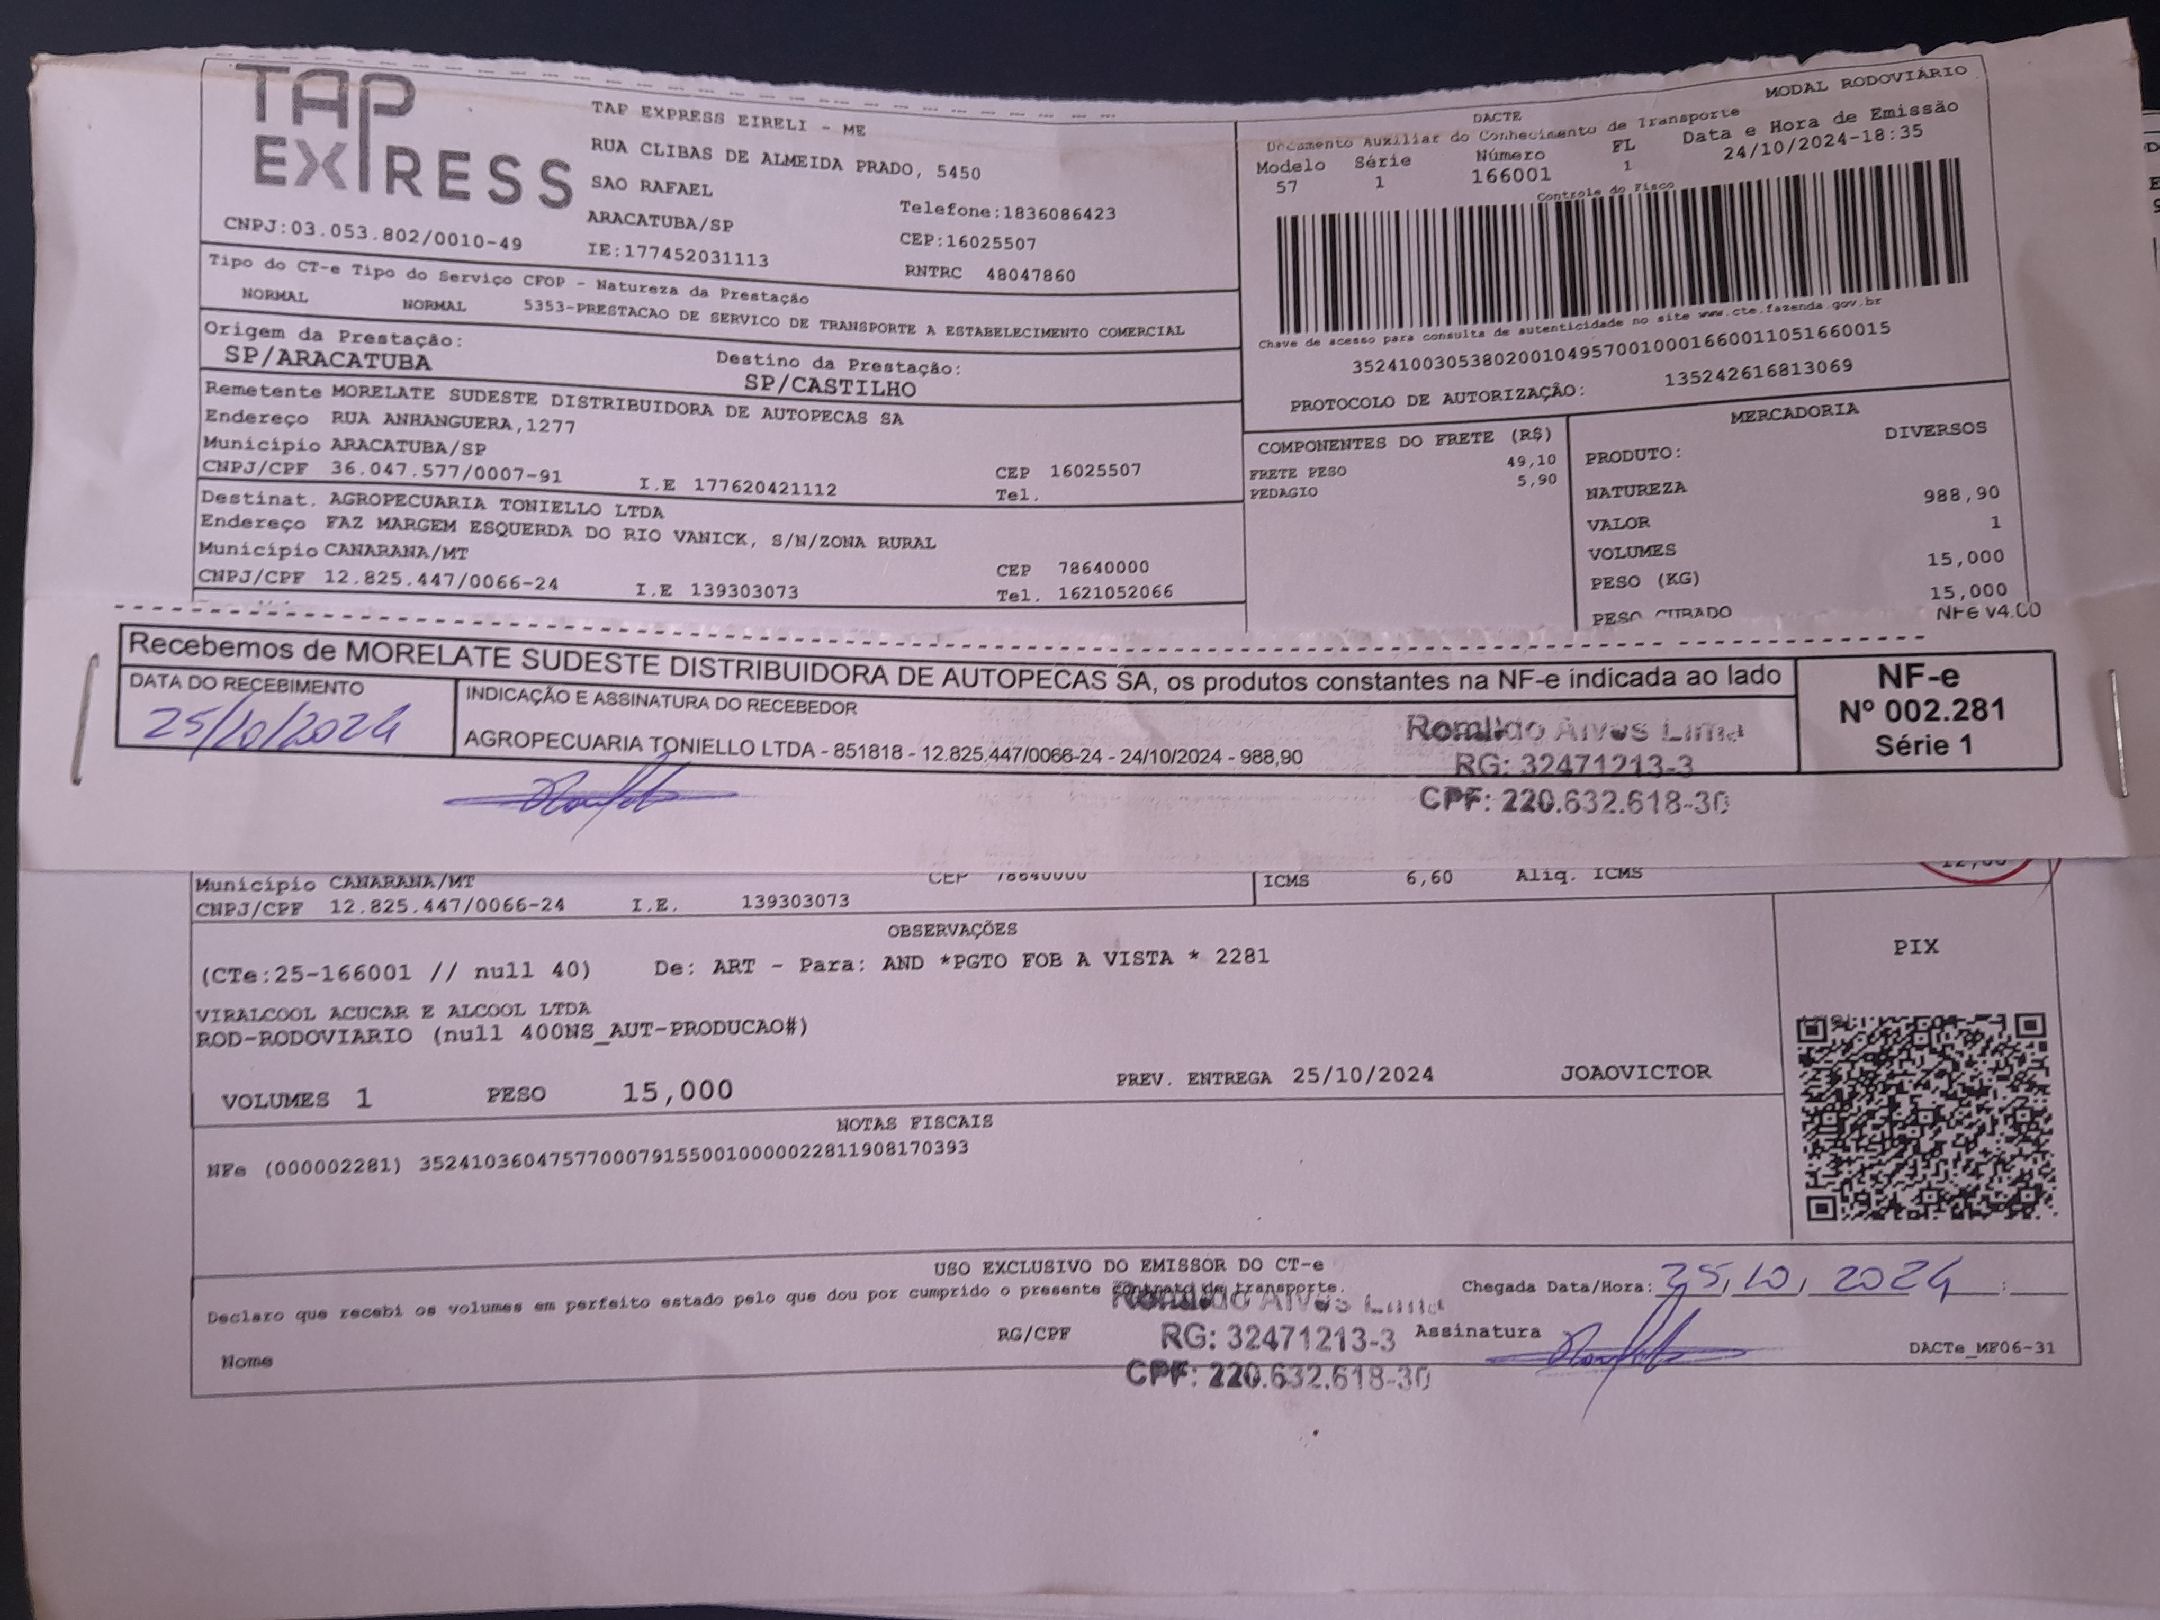 TAP
EXPRESS
TAP EXPRESS EIRELI - ME
RUA CLIBAS DE ALMEIDA PRADO, 5450
SAO RAFAEL
ARACATUBA/SP
Telefone:1836086423
CEP:16025507
CNPJ:03.053.802/0010-49
IE:177452031113
RNTRC 48047860
MODAL RODOVIÁRIO
DACTE
Documento Auxiliar do Conhecimento de Transporte
Modelo Série Número FL Data e Hora de Emissão
57 1 166001 1 24/10/2024-18:35
Controle do Fisco
Chave de acesso para consulta de autenticidade no site www.cte.fazenda.gov.br
35241003053802001049570010001660011051660015
PROTOCOLO DE AUTORIZAÇÃO: 135242616813069
Tipo do CT-e Tipo do Serviço CFOP - Natureza da Prestação
NORMAL NORMAL 5353-PRESTACAO DE SERVICO DE TRANSPORTE A ESTABELECIMENTO COMERCIAL
Origem da Prestação:
SP/ARACATUBA
Destino da Prestação:
SP/CASTILHO
Remetente MORELATE SUDESTE DISTRIBUIDORA DE AUTOPECAS SA
Endereço RUA ANHANGUERA,1277
Município ARACATUBA/SP
CEP 16025507
CNPJ/CPF 36.047.577/0007-91 I.E 177620421112 Tel.
Destinat. AGROPECUARIA TONIELLO LTDA
Endereço FAZ MARGEM ESQUERDA DO RIO VANICK, S/N/ZONA RURAL
Município CANARANA/MT
CEP 78640000
CNPJ/CPF 12.825.447/0066-24 I.E 139303073 Tel. 1621052066
COMPONENTES DO FRETE (R$)
FRETE PESO 49,10
PEDAGIO 5,90
MERCADORIA
PRODUTO: DIVERSOS
NATUREZA
VALOR 988,90
VOLUMES 1
PESO (KG) 15,000
PESO CUBADO 15,000
NFe v4.00
Recebemos de MORELATE SUDESTE DISTRIBUIDORA DE AUTOPECAS SA, os produtos constantes na NF-e indicada ao lado
DATA DO RECEBIMENTO
25/10/2024
INDICAÇÃO E ASSINATURA DO RECEBEDOR
AGROPECUARIA TONIELLO LTDA - 851818 - 12.825.447/0066-24 - 24/10/2024 - 988,90
Romildo Alves Lima
RG: 32471213-3
CPF: 220.632.618-30
NF-e
Nº 002.281
Série 1
Município CANARANA/MT CEP 78640000
CNPJ/CPF 12.825.447/0066-24 I.E. 139303073
ICMS 6,60 Aliq. ICMS 12,00
OBSERVAÇÕES
(CTe:25-166001 // null 40) De: ART - Para: AND *PGTO FOB A VISTA * 2281
VIRALCOOL ACUCAR E ALCOOL LTDA
ROD-RODOVIARIO (null 400NS_AUT-PRODUCAO#)
VOLUMES 1 PESO 15,000 PREV. ENTREGA 25/10/2024 JOAOVICTOR
PIX
NOTAS FISCAIS
NFe (000002281) 35241036047577000791550010000022811908170393
USO EXCLUSIVO DO EMISSOR DO CT-e
Declaro que recebi os volumes em perfeito estado pelo que dou por cumprido o presente contrato de transporte.
Chegada Data/Hora: 25, 10, 2024 :
Romildo Alves Lima
Nome RG/CPF
RG: 32471213-3
CPF: 220.632.618-30
Assinatura
DACTe_MF06-31